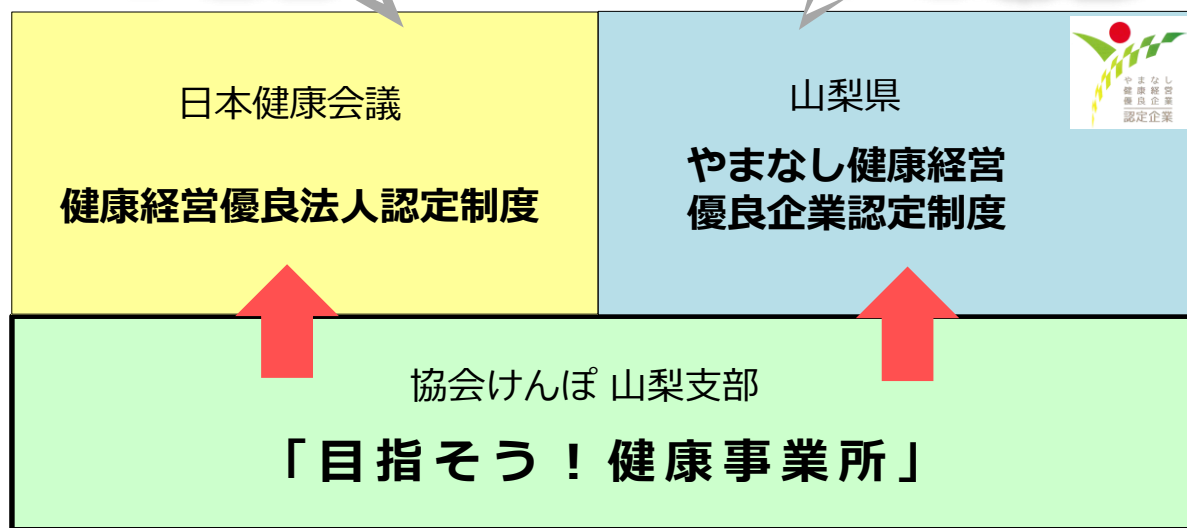 日本健康会議
健康経営優良法人認定制度
山梨県
やまなし健康経営
優良企業認定制度
やまなし
健康経営
優良企業
認定企業
協会けんぽ 山梨支部
「目指そう！健康事業所」